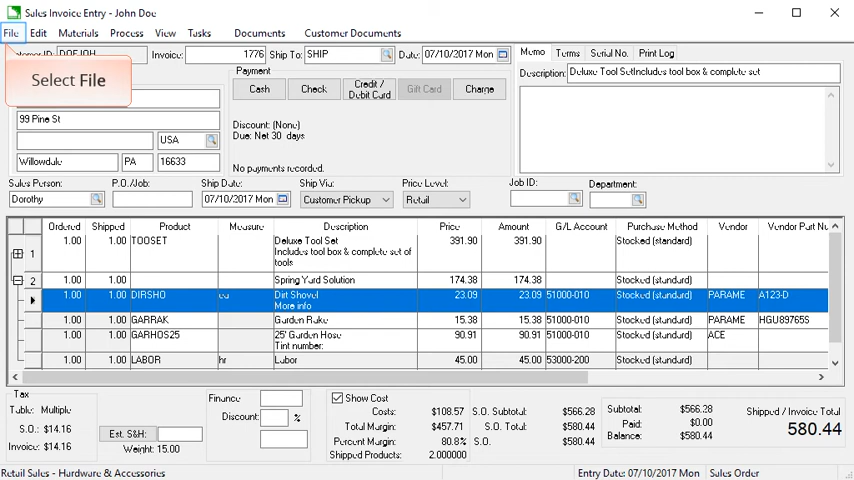 Sales Invoice Entry - John Doe
File Edit Materials Process View Tasks Documents Customer Documents
Invoice: 1776 Ship To: SHIP Date: 07/10/2017 Mon
Select File
Payment
Cash Check Credit / Debit Card Gift Card Charge
Discount: (None)
Due: Net 30 days
No payments recorded.
Memo Terms Serial No. Print Log
Description: Deluxe Tool SetIncludes tool box & complete set
99 Pine St
USA
Willowdale PA 16633
Sales Person: P.O./Job: Ship Date: Ship Via: Price Level: Job ID: Department:
Dorothy 07/10/2017 Mon Customer Pickup Retail
Ordered Shipped Product Measure Description Price Amount G/L Account Purchase Method Vendor Vendor Part Nu
1 1.00 1.00 TOOSET Deluxe Tool Set 391.90 391.90 Stocked (standard)
Includes tool box & complete set of
tools
2 1.00 1.00 Spring Yard Solution 174.38 174.38 Stocked (standard)
1.00 1.00 DIRSHO ea Dirt Shovel 23.09 23.09 51000-010 Stocked (standard) PARAME A123-D
More info
1.00 1.00 GARRAK Garden Rake 15.38 15.38 51000-010 Stocked (standard) PARAME HGU89765S
1.00 1.00 GARHOS25 25' Garden Hose 90.91 90.91 51000-010 Stocked (standard) ACE
Tint number:
1.00 1.00 LABOR hr Labor 45.00 45.00 53000-200 Stocked (standard)
Tax
Table: Multiple
S.O.: $14.16
Invoice: $14.16
Est. S&H:
Weight: 15.00
Finance
Discount: %
Show Cost
Costs: $108.57 S.O. Subtotal: $566.28
Total Margin: $457.71 S.O. Total: $580.44
Percent Margin: 80.8% S.O. $580.44
Shipped Products: 2.000000
Subtotal: $566.28
Paid: $0.00
Balance: $580.44
Shipped / Invoice Total
580.44
Retail Sales - Hardware & Accessories Entry Date: 07/10/2017 Mon Sales Order